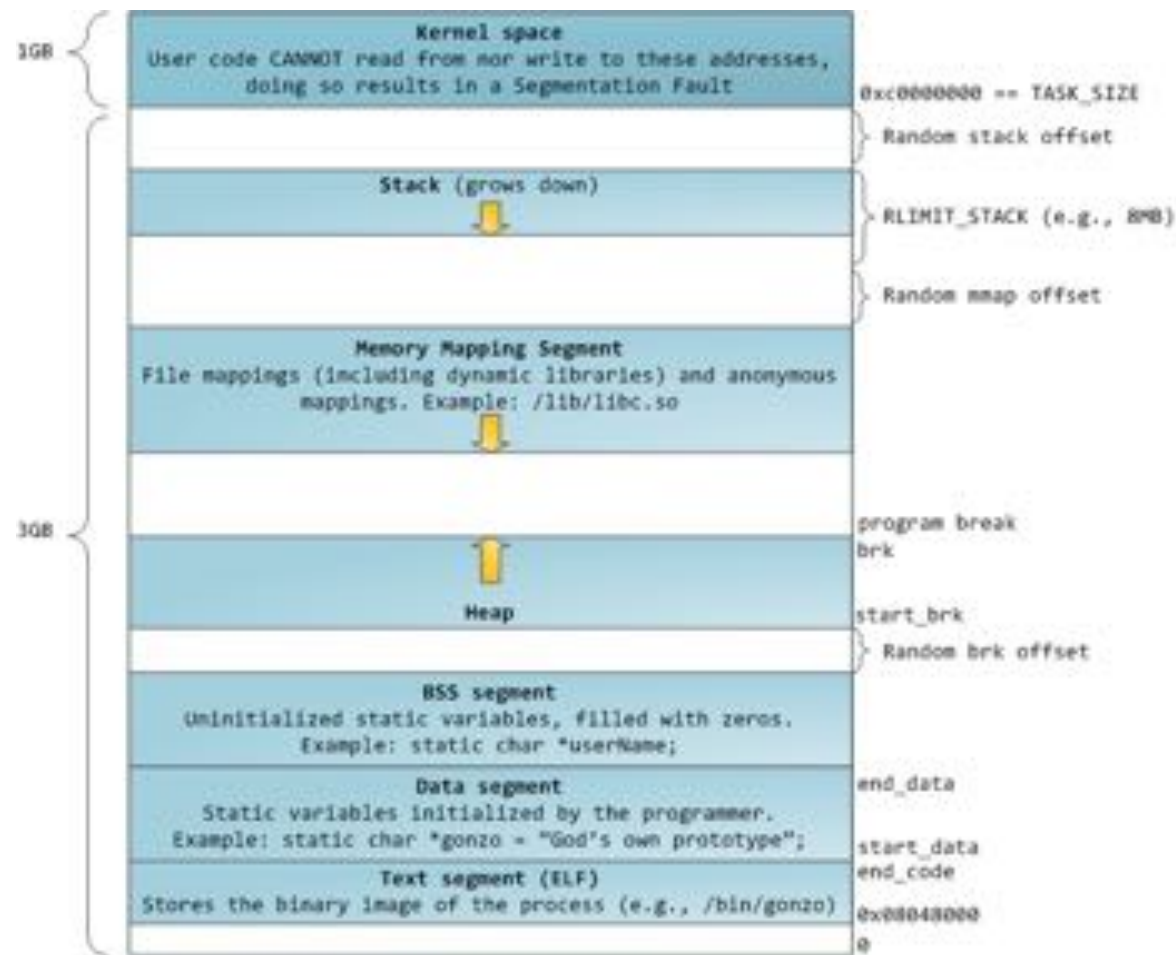 1GB
Kernel space
User code CANNOT read from nor write to these addresses,
doing so results in a Segmentation Fault
0xc0000000 == TASK_SIZE
Random stack offset
Stack (grows down)
RLIMIT_STACK (e.g., 8MB)
Random mmap offset
Memory Mapping Segment
File mappings (including dynamic libraries) and anonymous
mappings. Example: /lib/libc.so
3GB
program break
brk
Heap
start_brk
Random brk offset
BSS segment
Uninitialized static variables, filled with zeros.
Example: static char *userName;
Data segment
Static variables initialized by the programmer.
Example: static char *gonzo = "God's own prototype";
end_data
start_data
end_code
Text segment (ELF)
Stores the binary image of the process (e.g., /bin/gonzo)
0x08048000
0